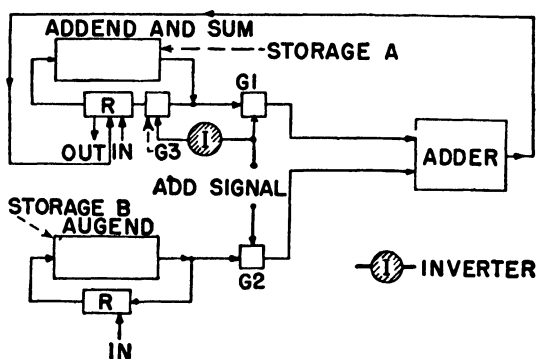 ADDEND AND SUM
STORAGE A
G1
R
I
OUT IN
G3
ADDER
ADD SIGNAL
STORAGE B
AUGEND
G2
I INVERTER
R
IN